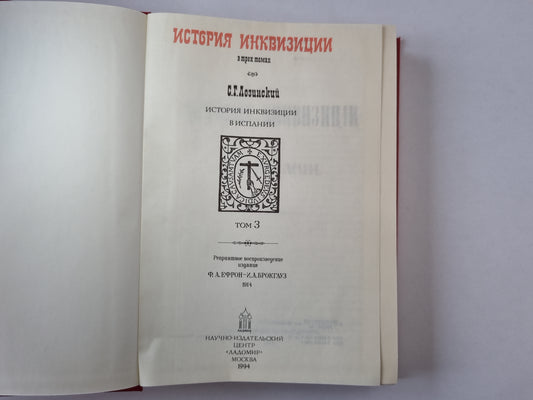 ИСТОРИЯ ИНКВИЗИЦИИ
в трех томах
С.Г.Лозинский
ИСТОРИЯ ИНКВИЗИЦИИ
В ИСПАНИИ
ТОМ 3
Репринтное воспроизведение
издания
Ф.А.ЕФРОН–И.А.БРОКГАУЗ
1914
НАУЧНО-ИЗДАТЕЛЬСКИЙ
ЦЕНТР
«ЛАДОМИР»
МОСКВА
1994